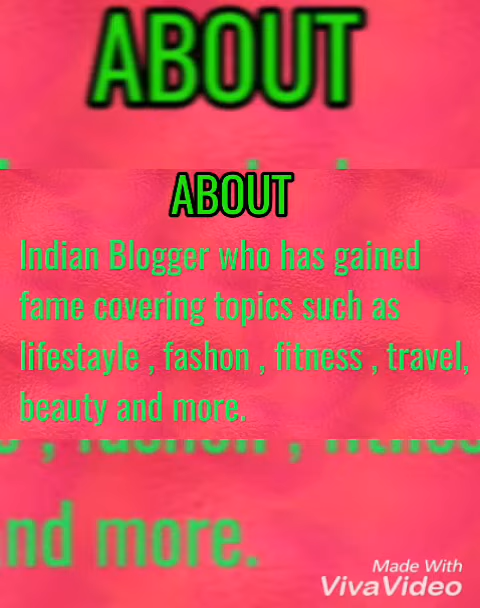 ABOUT
ABOUT
Indian Blogger who has gained
fame covering topics such as
lifestayle , fashon , fitness , travel,
beauty and more.
nd more.
Made With
VivaVideo